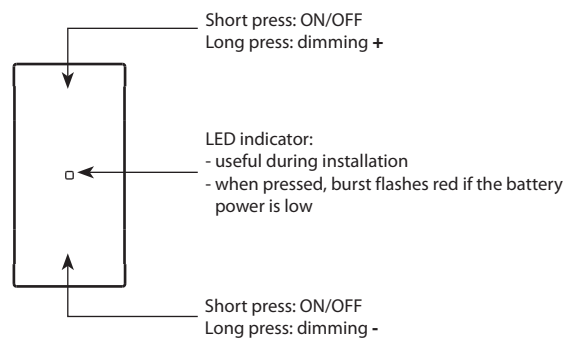 Short press: ON/OFF
Long press: dimming +
LED indicator:
- useful during installation
- when pressed, burst flashes red if the battery
power is low
Short press: ON/OFF
Long press: dimming -